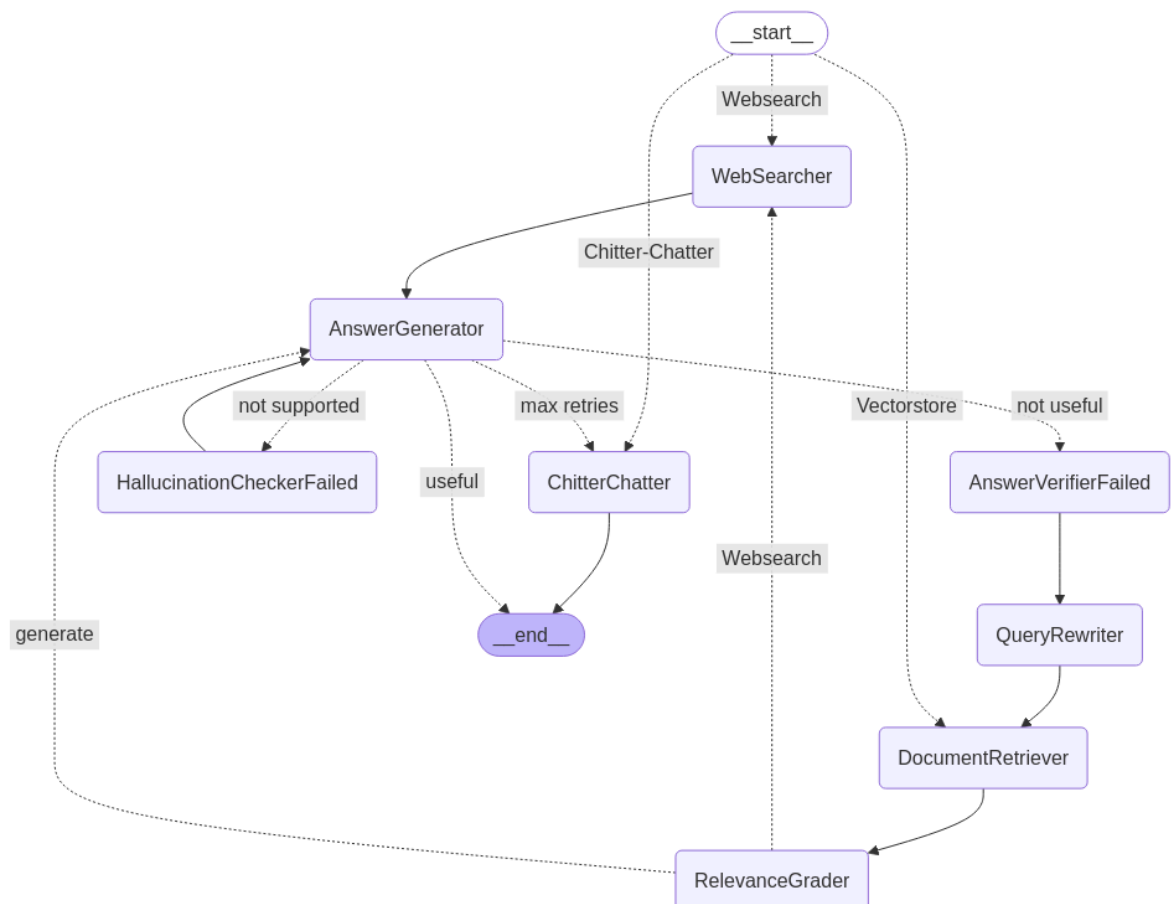 __start__
Websearch
WebSearcher
Chitter-Chatter
AnswerGenerator
not supported
max retries
Vectorstore
not useful
HallucinationCheckerFailed
useful
ChitterChatter
AnswerVerifierFailed
Websearch
generate
__end__
QueryRewriter
DocumentRetriever
RelevanceGrader